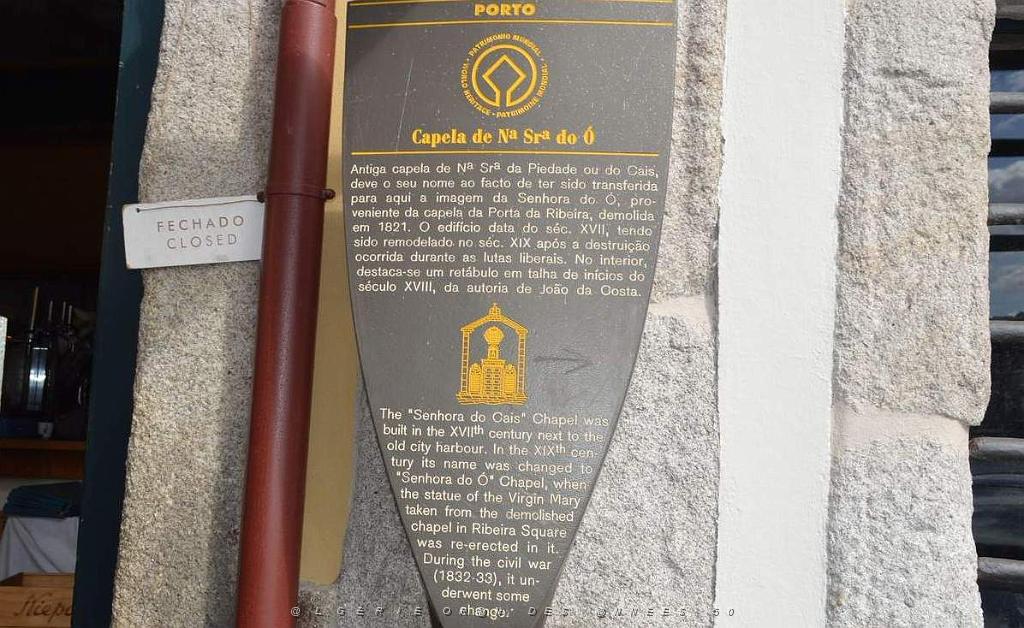 PORTO
PATRIMONIO MUNDIAL • WORLD HERITAGE • PATRIMOINE MONDIAL
Capela de Nª Srª do Ó
Antiga capela de Nª Srª da Piedade ou do Cais,
deve o seu nome ao facto de ter sido transferida
para aqui a imagem da Senhora do Ó, pro-
veniente da capela da Porta da Ribeira, demolida
em 1821. O edifício data do séc. XVII, tendo
sido remodelado no séc. XIX após a destruição
ocorrida durante as lutas liberais. No interior,
destaca-se um retábulo em talha de inícios do
século XVIII, da autoria de João da Costa.
FECHADO
CLOSED
The "Senhora do Cais" Chapel was
built in the XVIIth century next to the
old city harbour. In the XIXth cen-
tury its name was changed to
"Senhora do Ó" Chapel, when
the statue of the Virgin Mary
taken from the demolished
chapel in Ribeira Square
was re-erected in it.
During the civil war
(1832-33), it un-
derwent some
change.